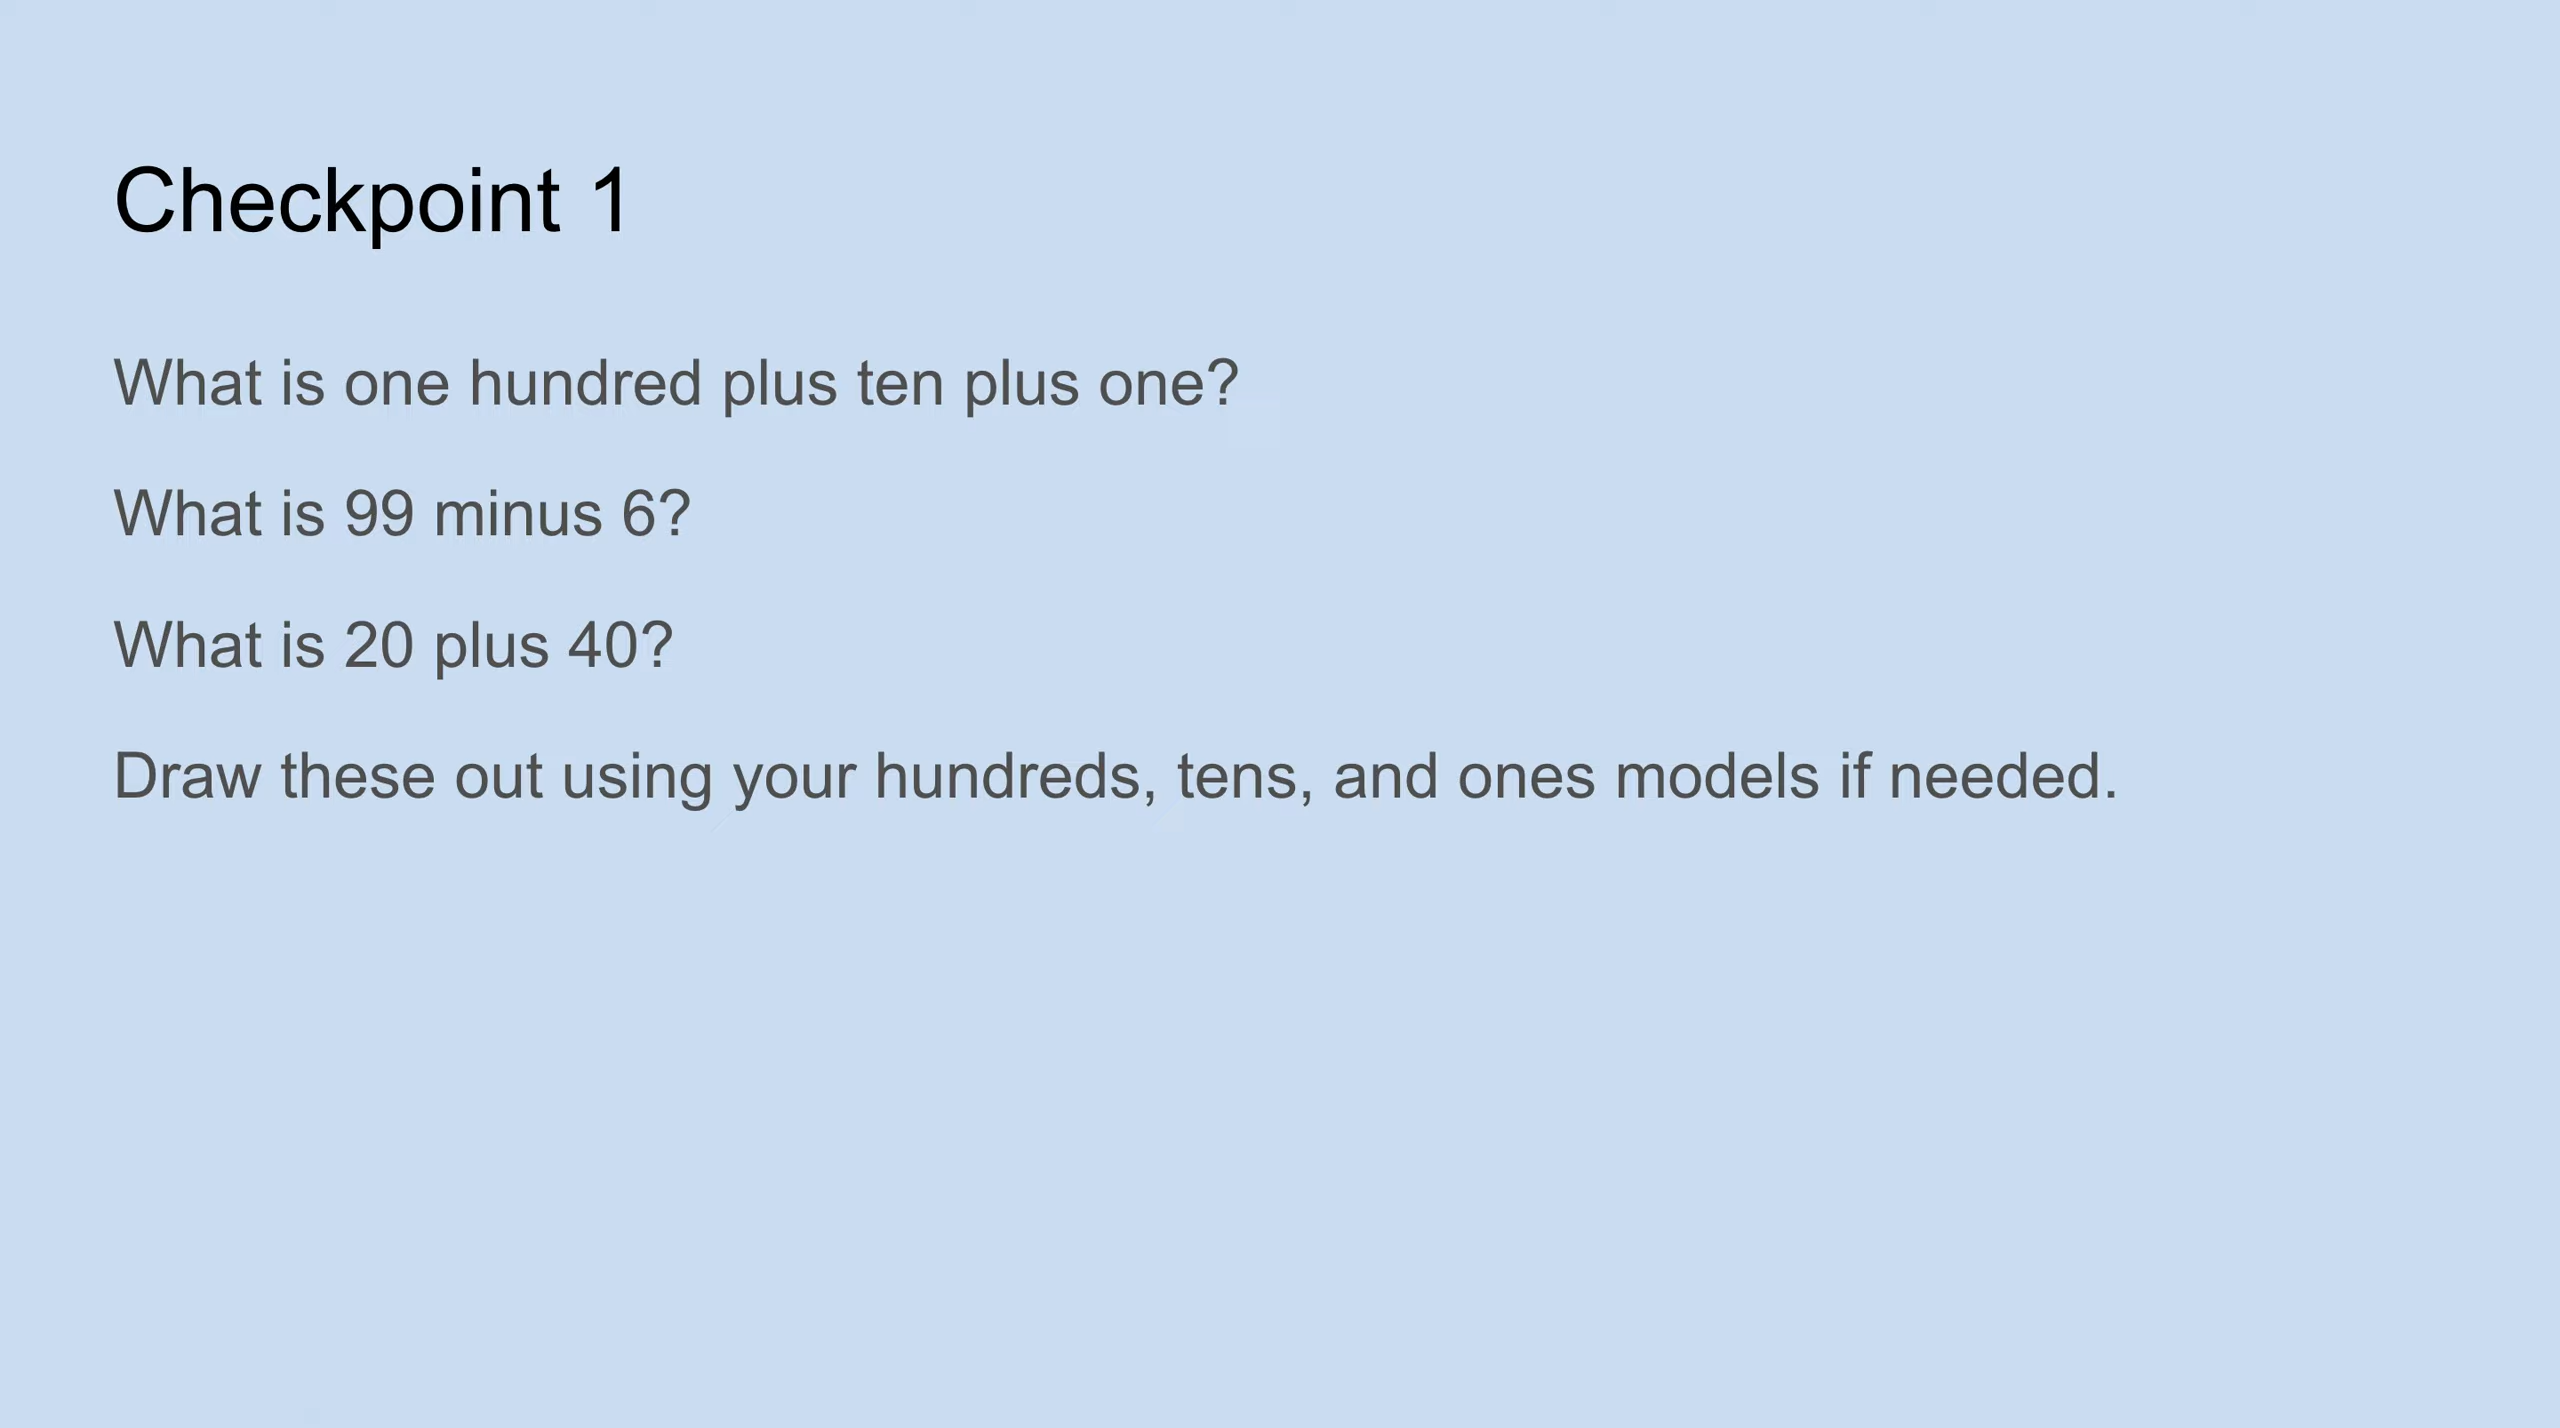 Checkpoint 1
What is one hundred plus ten plus one?
What is 99 minus 6?
What is 20 plus 40?
Draw these out using your hundreds, tens, and ones models if needed.